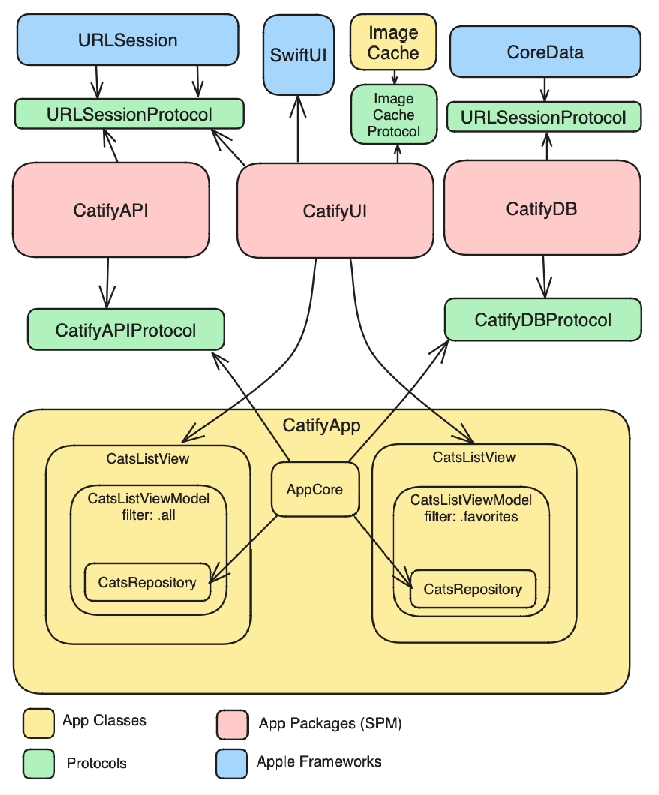 URLSession
SwiftUI
Image
Cache
CoreData
URLSessionProtocol
Image
Cache
Protocol
URLSessionProtocol
CatifyAPI
CatifyUI
CatifyDB
CatifyAPIProtocol
CatifyDBProtocol
CatifyApp
CatsListView
CatsListViewModel
filter: .all
CatsRepository
AppCore
CatsListView
CatsListViewModel
filter: .favorites
CatsRepository
App Classes
App Packages (SPM)
Protocols
Apple Frameworks